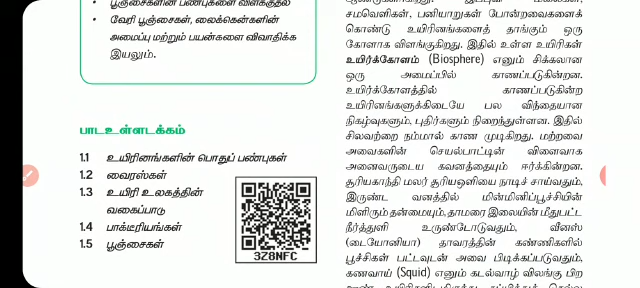 பூஞ்சைகளின் பண்புகளை விளக்குதல்
• வேரி பூஞ்சைகள், லைக்கென்களின்
அமைப்பு மற்றும் பயன்களை விவாதிக்க
இயலும்.
பாடஉள்ளடக்கம்
1.1 உயிரினங்களின் பொதுப் பண்புகள்
1.2 வைரஸ்கள்
1.3 உயிரி உலகத்தின்
வகைப்பாடு
1.4 பாக்டீரியங்கள்
1.5 பூஞ்சைகள்
3Z8NFC
சமவெளிகள், பனியாறுகள் போன்றவைகளைக்
கொண்டு உயிரினங்களைத் தாங்கும் ஒரு
கோளாக விளங்குகிறது. இதில் உள்ள உயிரிகள்
உயிர்க்கோளம் (Biosphere) எனும் சிக்கலான
ஒரு அமைப்பில் காணப்படுகின்றன.
உயிர்க்கோளத்தில் காணப்படுகின்ற
உயிரினங்களுக்கிடையே பல விந்தையான
நிகழ்வுகளும், புதிர்களும் நிறைந்துள்ளன. இதில்
சிலவற்றை நம்மால் காண முடிகிறது. மற்றவை
அவைகளின் செயல்பாட்டின் விளைவாக
அனைவருடைய கவனத்தையும் ஈர்க்கின்றன.
சூரியகாந்தி மலர் சூரியஒளியை நாடிச் சாய்வதும்,
இருண்ட வனத்தில் மின்மினிப்பூச்சியின்
மிளிரும் தன்மையும், தாமரை இலையின் மீதுபட்ட
நீர்த்துளி உருண்டோடுவதும், வீனஸ்
(டையோனியா) தாவரத்தின் கண்ணிகளில்
பூச்சிகள் பட்டவுடன் அவை பிடிக்கப்படுவதும்,
கணவாய் (Squid) எனும் கடல்வாழ் விலங்கு பிற